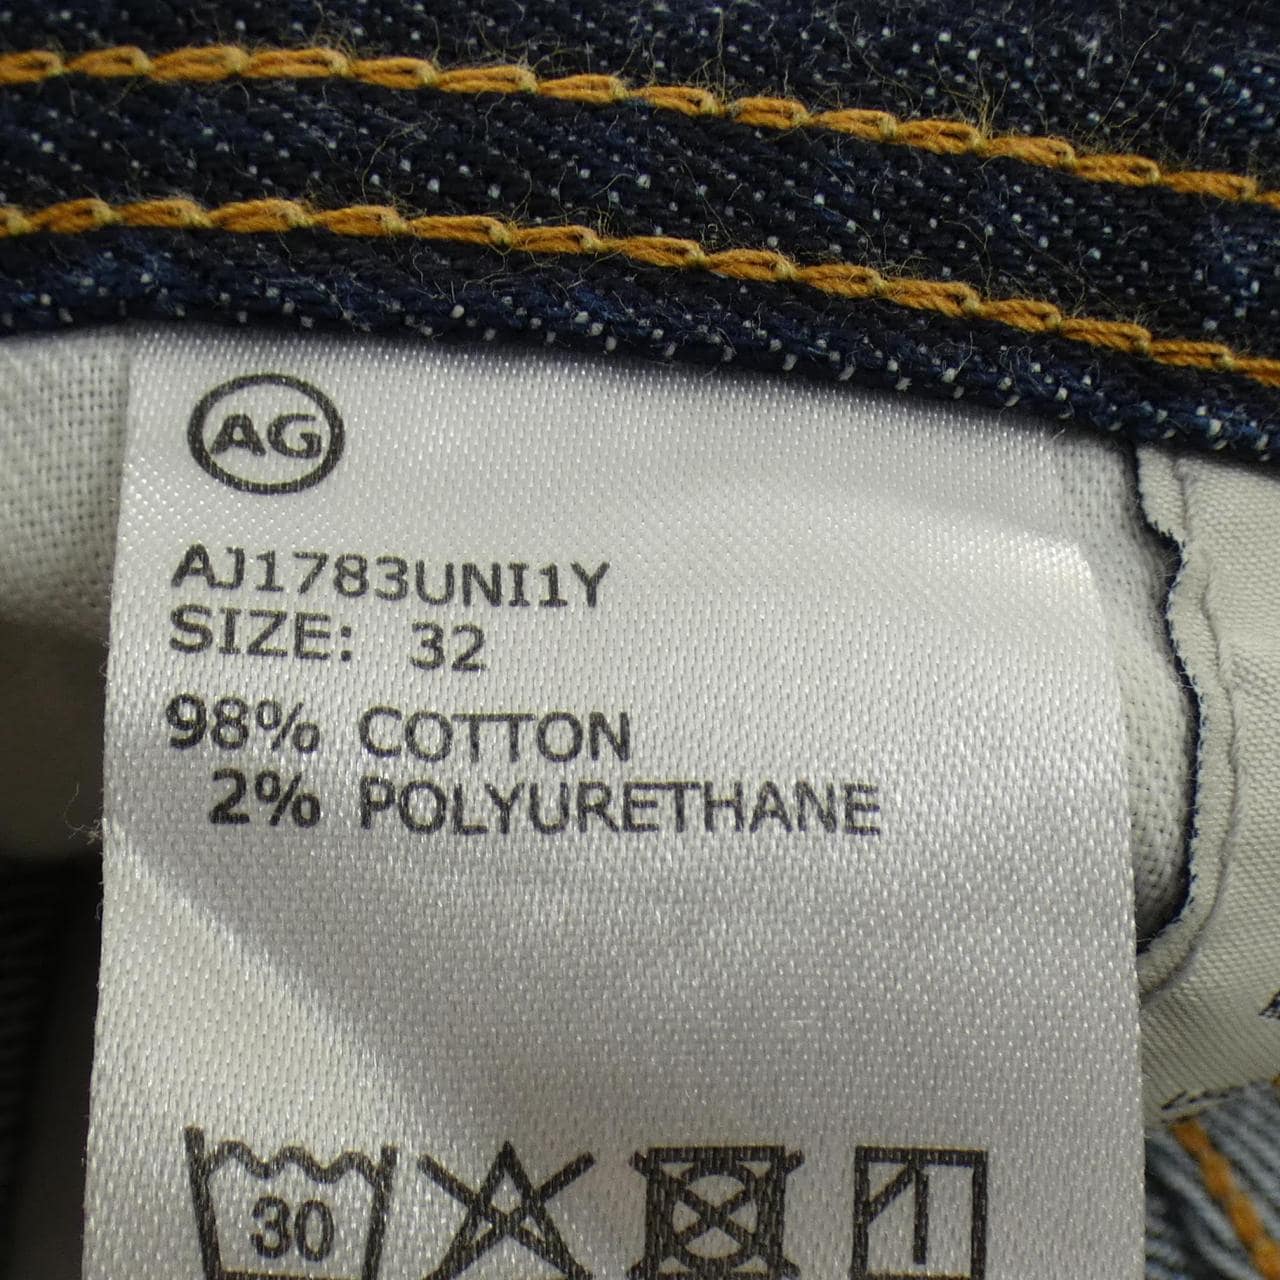 AG
AJ1783UNI1Y
SIZE: 32
98% COTTON
2% POLYURETHANE
30